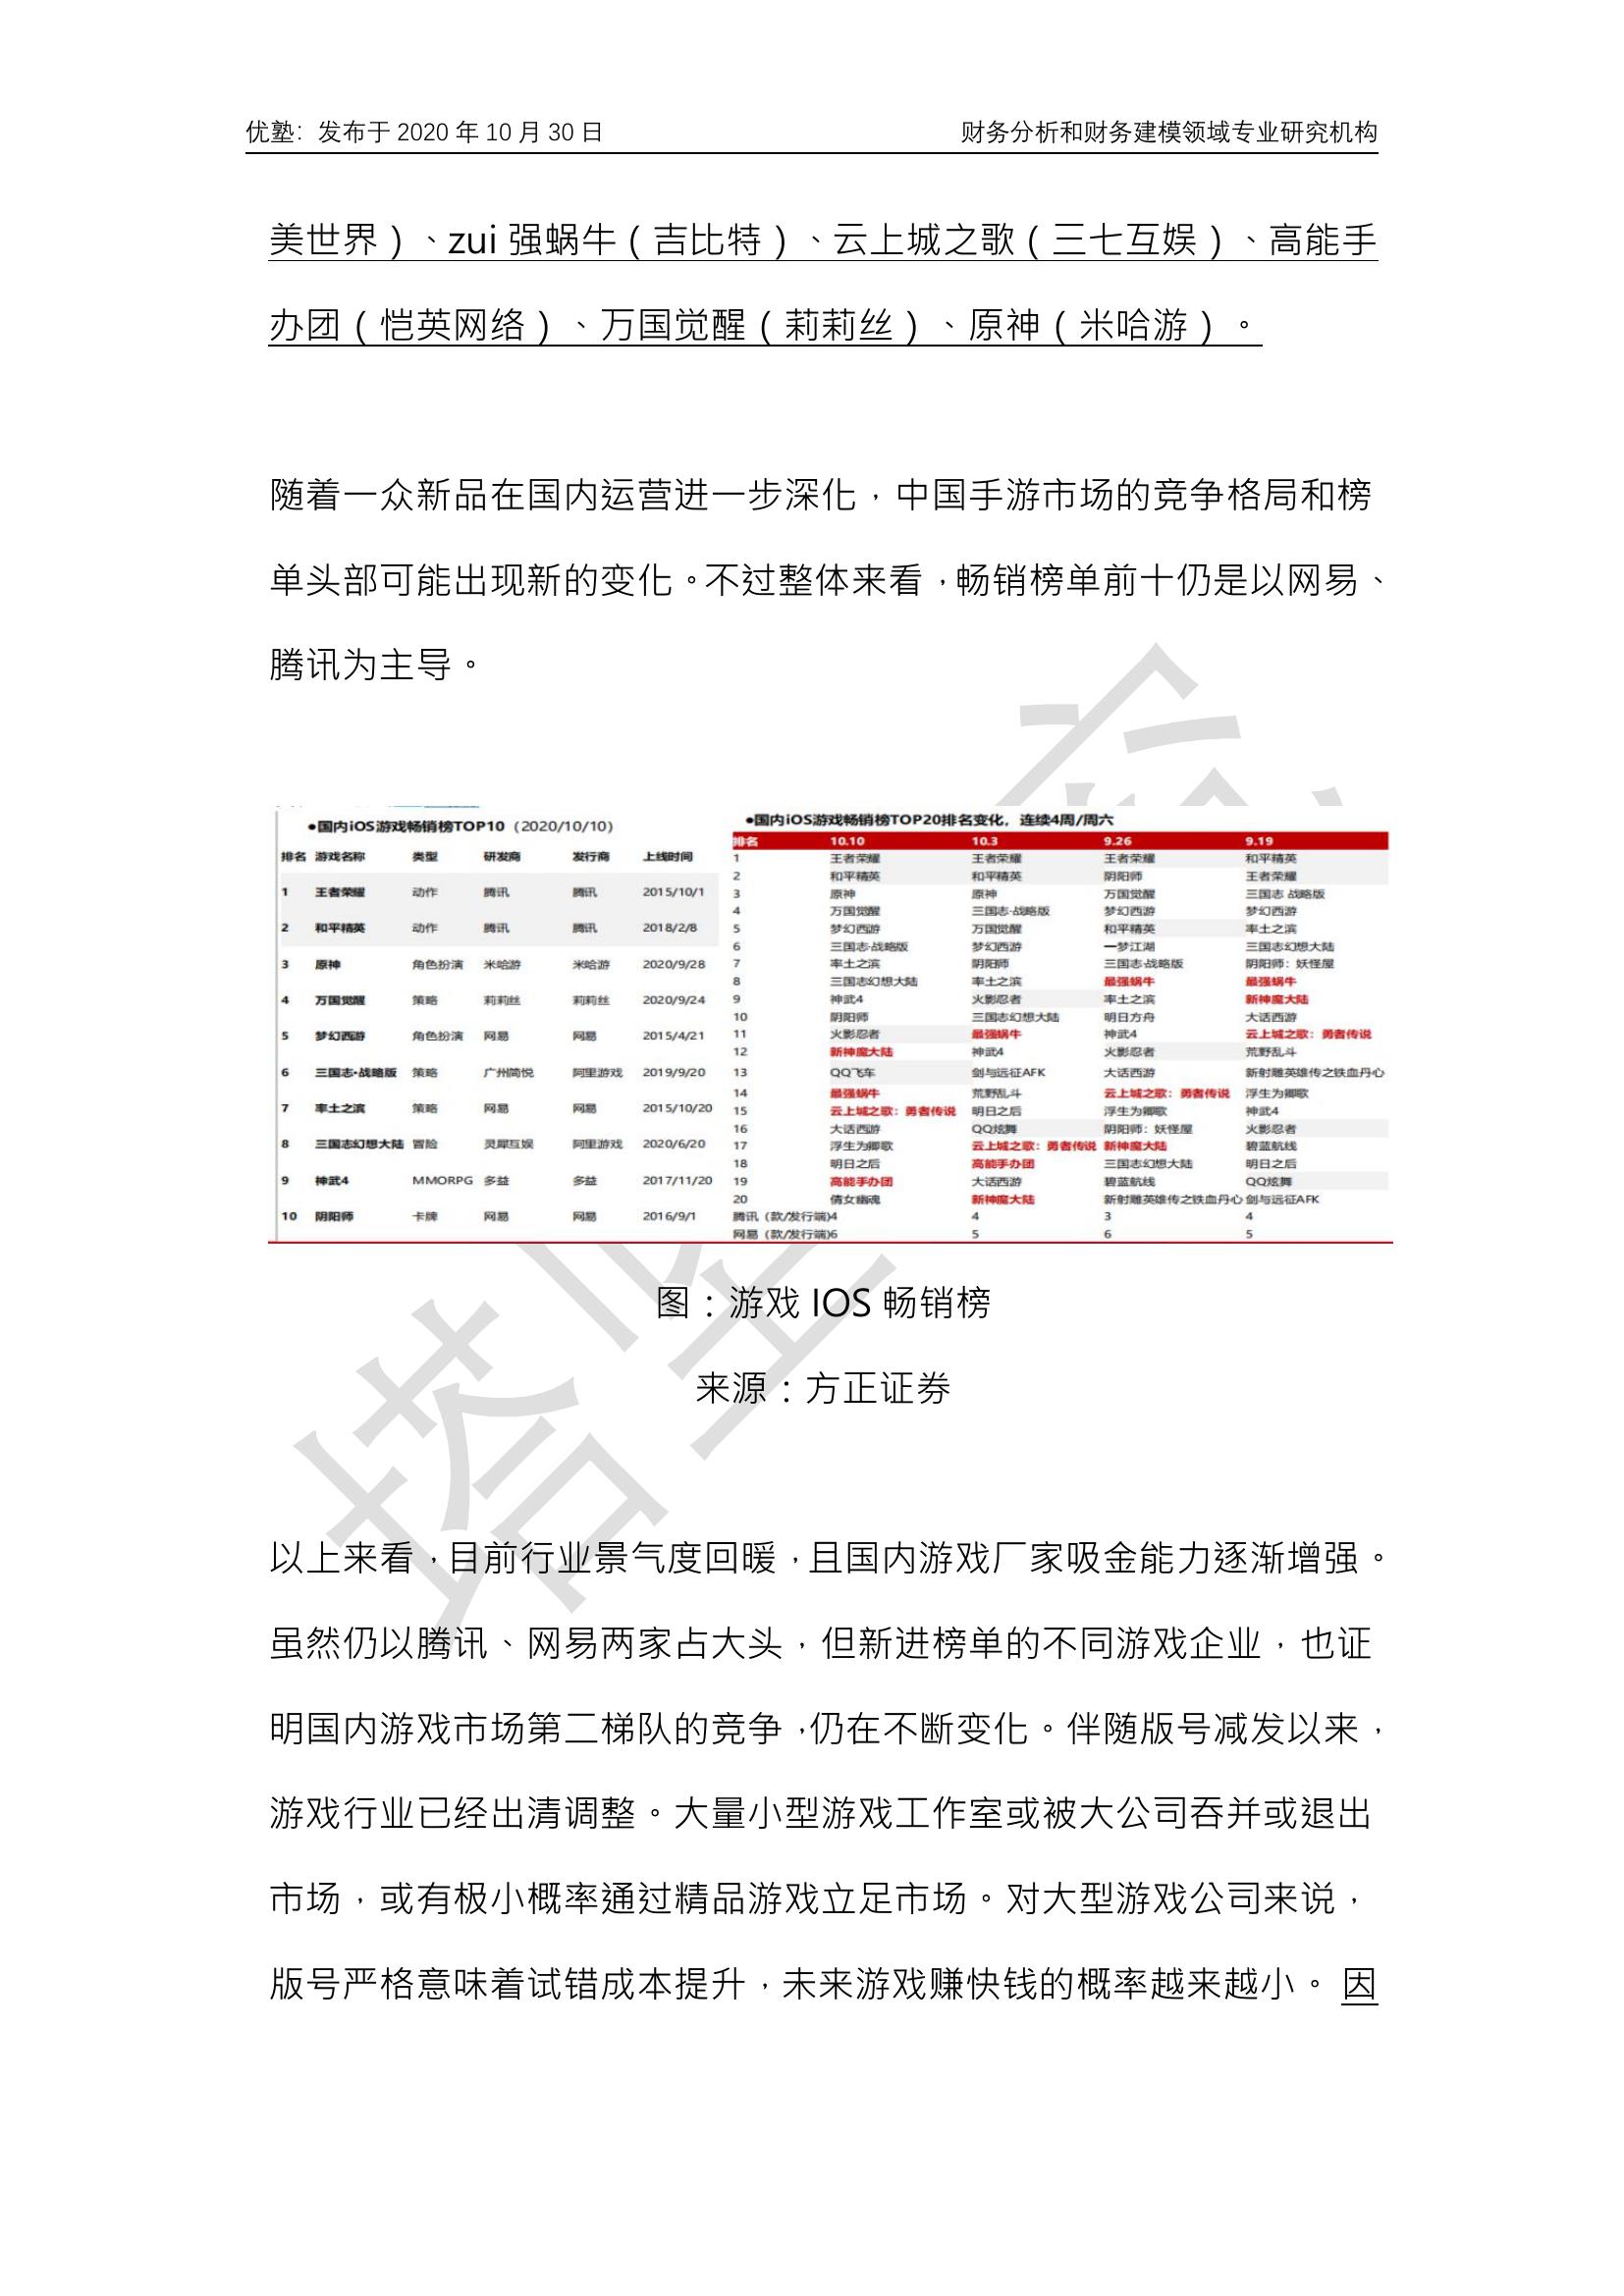 优塾：发布于 2020 年 10 月 30 日 财务分析和财务建模领域专业研究机构
美世界）、zui 强蜗牛（吉比特）、云上城之歌（三七互娱）、高能手
办团（恺英网络）、万国觉醒（莉莉丝）、原神（米哈游）。
随着一众新品在国内运营进一步深化，中国手游市场的竞争格局和榜
单头部可能出现新的变化。不过整体来看，畅销榜单前十仍是以网易、
腾讯为主导。
●国内iOS游戏畅销榜TOP10（2020/10/10）
排名 游戏名称 类型 研发商 发行商 上线时间
1 王者荣耀 动作 腾讯 腾讯 2015/10/1
2 和平精英 动作 腾讯 腾讯 2018/2/8
3 原神 角色扮演 米哈游 米哈游 2020/9/28
4 万国觉醒 策略 莉莉丝 莉莉丝 2020/9/24
5 梦幻西游 角色扮演 网易 网易 2015/4/21
6 三国志·战略版 策略 广州简悦 阿里游戏 2019/9/20
7 率土之滨 策略 网易 网易 2015/10/20
8 三国志幻想大陆 冒险 灵犀互娱 阿里游戏 2020/6/20
9 神武4 MMORPG 多益 多益 2017/11/20
10 阴阳师 卡牌 网易 网易 2016/9/1
●国内iOS游戏畅销榜TOP20排名变化，连续4周/周六
排名 10.10 10.3 9.26 9.19
1 王者荣耀 王者荣耀 王者荣耀 和平精英
2 和平精英 和平精英 阴阳师 王者荣耀
3 原神 原神 万国觉醒 三国志 战略版
4 万国觉醒 三国志·战略版 梦幻西游 梦幻西游
5 梦幻西游 万国觉醒 和平精英 率土之滨
6 三国志·战略版 梦幻西游 一梦江湖 三国志幻想大陆
7 率土之滨 阴阳师 三国志·战略版 阴阳师：妖怪屋
8 三国志幻想大陆 率土之滨 最强蜗牛 最强蜗牛
9 神武4 火影忍者 率土之滨 新神魔大陆
10 阴阳师 三国志幻想大陆 明日方舟 大话西游
11 火影忍者 最强蜗牛 神武4 云上城之歌：勇者传说
12 新神魔大陆 神武4 火影忍者 荒野乱斗
13 QQ飞车 剑与远征AFK 大话西游 新射雕英雄传之铁血丹心
14 最强蜗牛 荒野乱斗 云上城之歌：勇者传说 浮生为卿歌
15 云上城之歌：勇者传说 明日之后 浮生为卿歌 神武4
16 大话西游 QQ炫舞 阴阳师：妖怪屋 火影忍者
17 浮生为卿歌 云上城之歌：勇者传说 新神魔大陆 碧蓝航线
18 明日之后 高能手办团 三国志幻想大陆 明日之后
19 高能手办团 大话西游 碧蓝航线 QQ炫舞
20 倩女幽魂 新神魔大陆 新射雕英雄传之铁血丹心 剑与远征AFK
腾讯（款/发行端)4 4 3 4
网易（款/发行端)6 5 6 5
图：游戏 IOS 畅销榜
来源：方正证券
以上来看，目前行业景气度回暖，且国内游戏厂家吸金能力逐渐增强。
虽然仍以腾讯、网易两家占大头，但新进榜单的不同游戏企业，也证
明国内游戏市场第二梯队的竞争，仍在不断变化。伴随版号减发以来，
游戏行业已经出清调整。大量小型游戏工作室或被大公司吞并或退出
市场，或有极小概率通过精品游戏立足市场。对大型游戏公司来说，
版号严格意味着试错成本提升，未来游戏赚快钱的概率越来越小。因